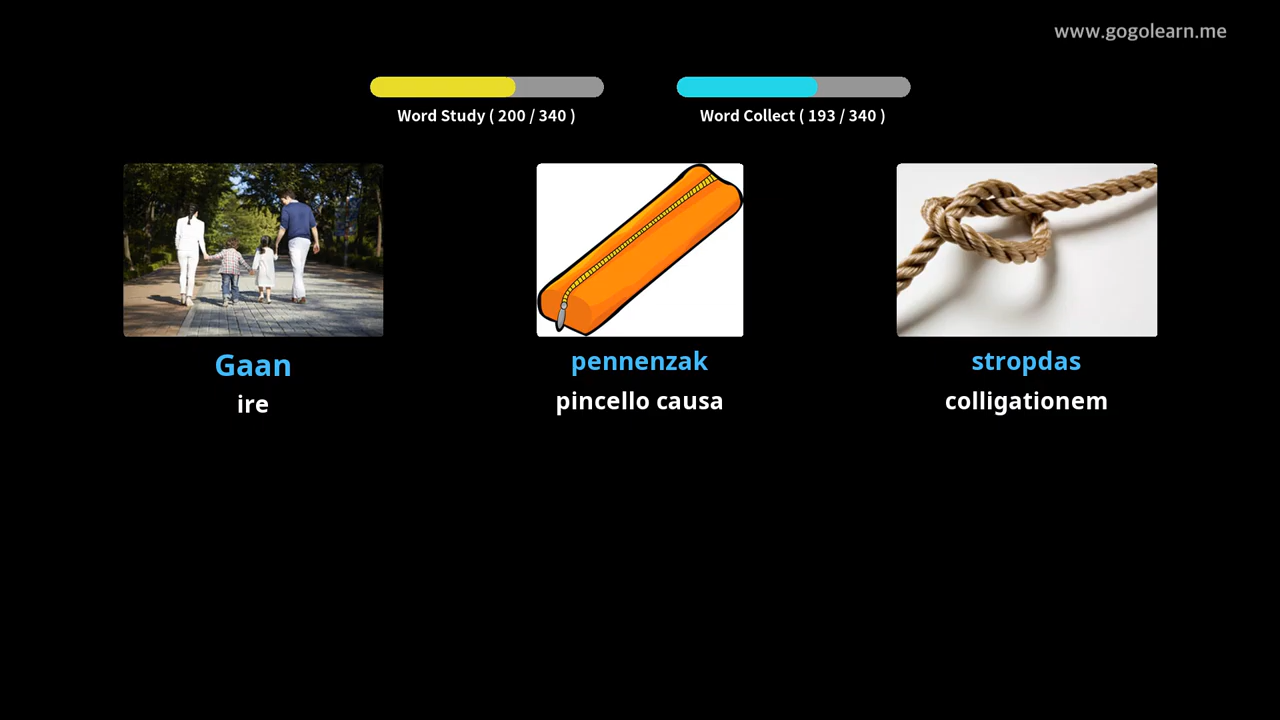 www.gogolearn.me
Word Study ( 200 / 340 )
Word Collect ( 193 / 340 )
Gaan
ire
pennenzak
pincello causa
stropdas
colligationem